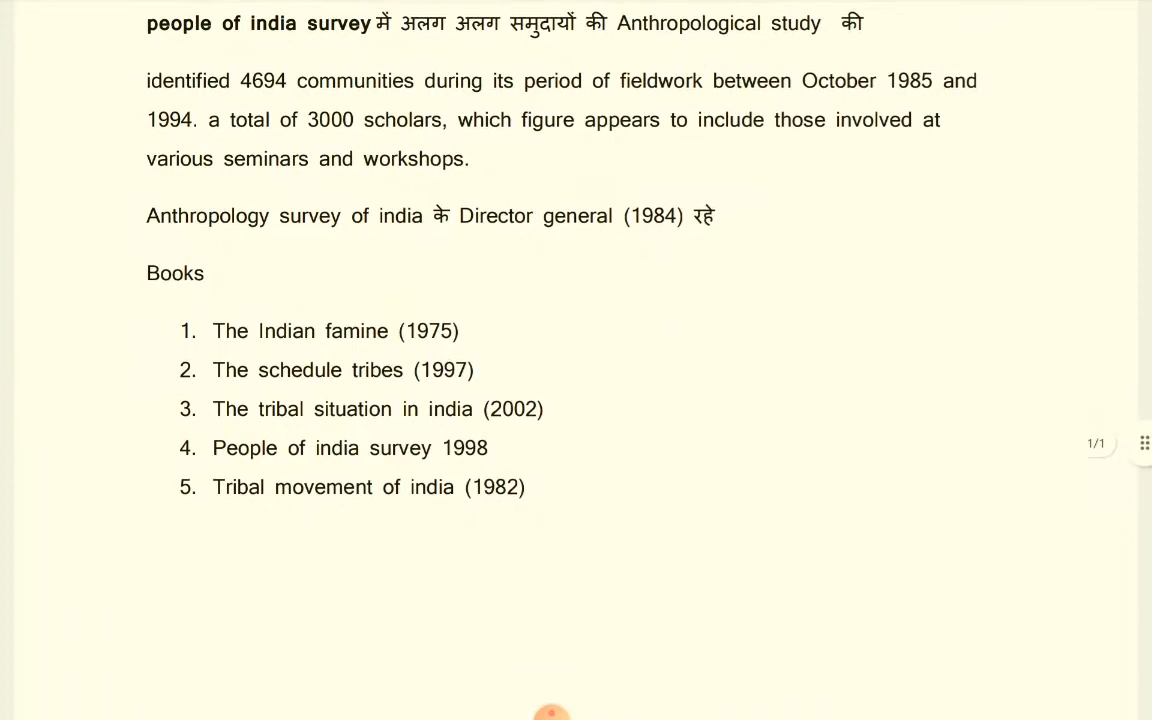 people of india survey में अलग अलग समुदायों की Anthropological study की
identified 4694 communities during its period of fieldwork between October 1985 and
1994. a total of 3000 scholars, which figure appears to include those involved at
various seminars and workshops.
Anthropology survey of india के Director general (1984) रहे
Books
1. The Indian famine (1975)
2. The schedule tribes (1997)
3. The tribal situation in india (2002)
4. People of india survey 1998
5. Tribal movement of india (1982)
1/1